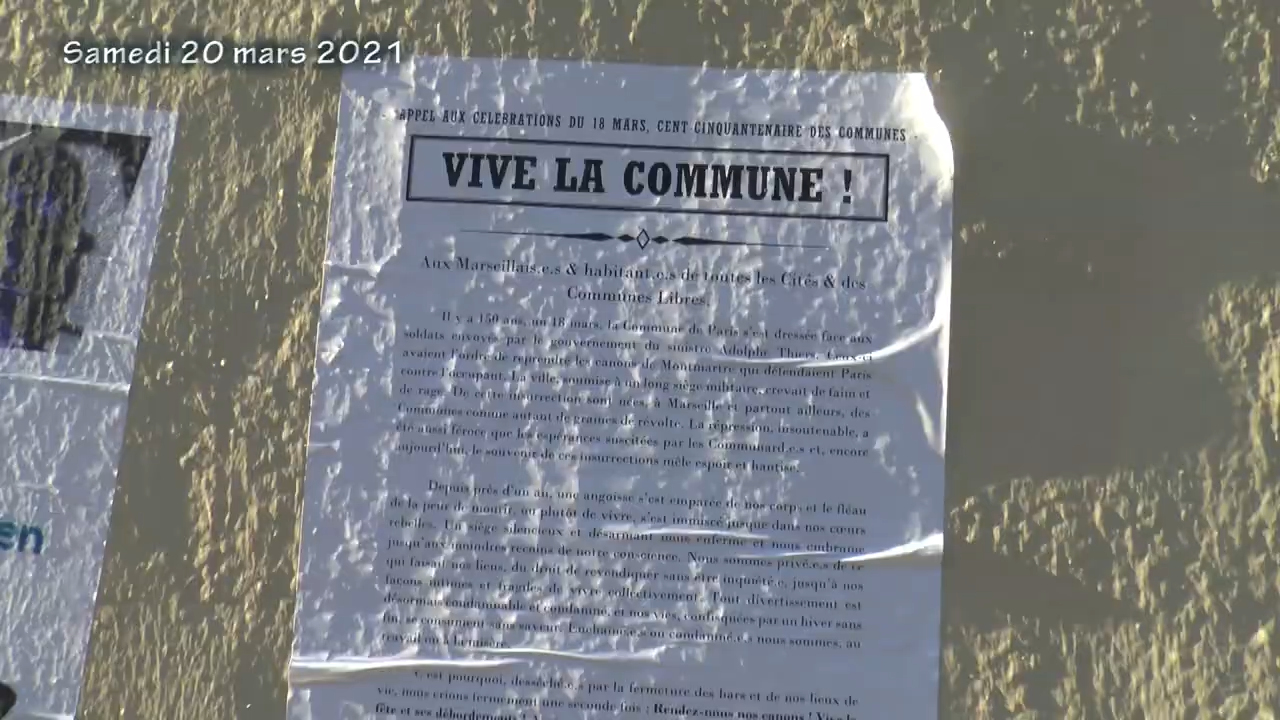 Samedi 20 mars 2021
- APPEL AUX CELEBRATIONS DU 18 MARS, CENT CINQUANTENAIRE DES COMMUNES -
VIVE LA COMMUNE !
Aux Marseillais.e.s & habitant.e.s de toutes les Cités & des
Communes Libres,
Il y a 150 ans, un 18 mars, la Commune de Paris s'est dressée face aux
soldats envoyés par le gouvernement du sinistre Adolphe Thiers. Ceux-ci
avaient l'ordre de reprendre les canons de Montmartre qui défendaient Paris
contre l'occupant. La ville, soumise à un long siège militaire, crevait de faim et
de rage. De cette insurrection sont nées, à Marseille et partout ailleurs, des
Communes comme autant de graines de révolte. La répression, insoutenable, a
été aussi féroce que les espérances suscitées par les Communard.e.s et, encore
aujourd'hui, le souvenir de ces insurrections mêle espoir et hantise.
Depuis près d'un an, une angoisse s'est emparée de nos corps et le fléau
de la peur de mourir, ou plutôt de vivre, s'est immiscé jusque dans nos cœurs
rebelles. Un siège silencieux et désarmant nous enferme et nous embrume
jusqu'aux moindres recoins de notre conscience. Nous sommes privé.e.s de ce
qui faisait nos liens, du droit de revendiquer sans être inquiété.e, jusqu'à nos
façons intimes et fragiles de vivre collectivement. Tout divertissement est
désormais condamnable et condamné, et nos vies, confisquées par un hiver sans
fin, se consument sans saveur. Enchainé.e.s ou condamné.e.s nous sommes, au
travail ou à la misère.
C'est pourquoi, desséché.e.s par la fermeture des bars et de nos lieux de
vie, nous crions fermement une seconde fois : Rendez-nous nos canons ! Vive la
fête et ses débordements !
en